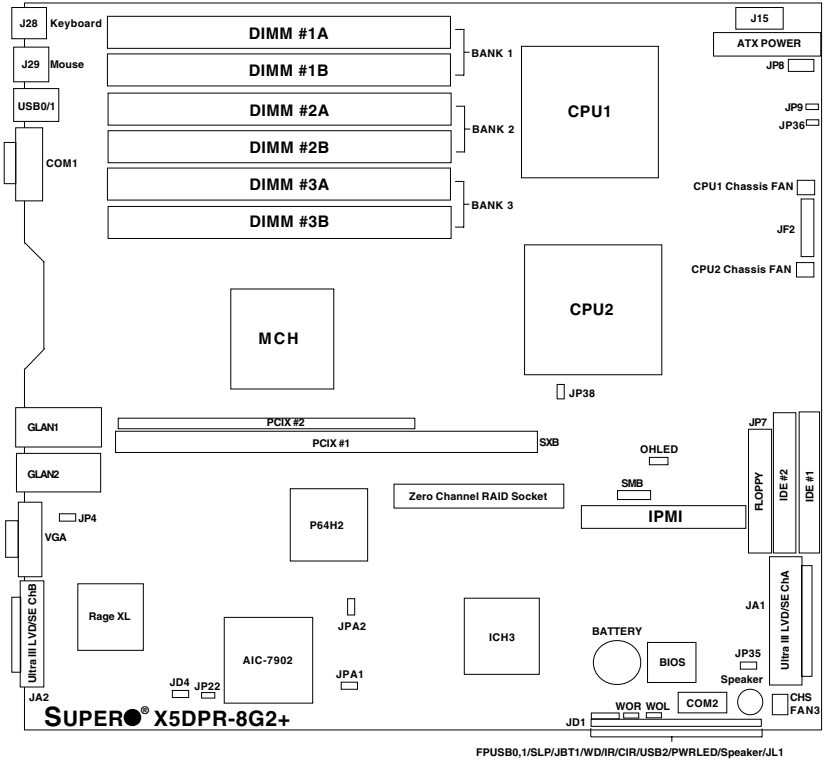 J28 Keyboard
J29 Mouse
USB0/1
COM1
DIMM #1A
DIMM #1B
BANK 1
DIMM #2A
DIMM #2B
BANK 2
DIMM #3A
DIMM #3B
BANK 3
CPU1
J15
ATX POWER
JP8
JP9
JP36
CPU1 Chassis FAN
JF2
CPU2 Chassis FAN
CPU2
MCH
JP38
GLAN1
GLAN2
PCIX #2
PCIX #1
SXB
JP7
OHLED
SMB
FLOPPY
IDE #2
IDE #1
Zero Channel RAID Socket
IPMI
P64H2
JP4
VGA
Ultra III LVD/SE ChB
JA2
Rage XL
JPA2
AIC-7902
JPA1
JD4
JP22
ICH3
BATTERY
BIOS
JP35
JA1
Ultra III LVD/SE ChA
Speaker
COM2
CHS
FAN3
WOR
WOL
JD1
SUPER® X5DPR-8G2+
FPUSB0,1/SLP/JBT1/WD/IR/CIR/USB2/PWRLED/Speaker/JL1